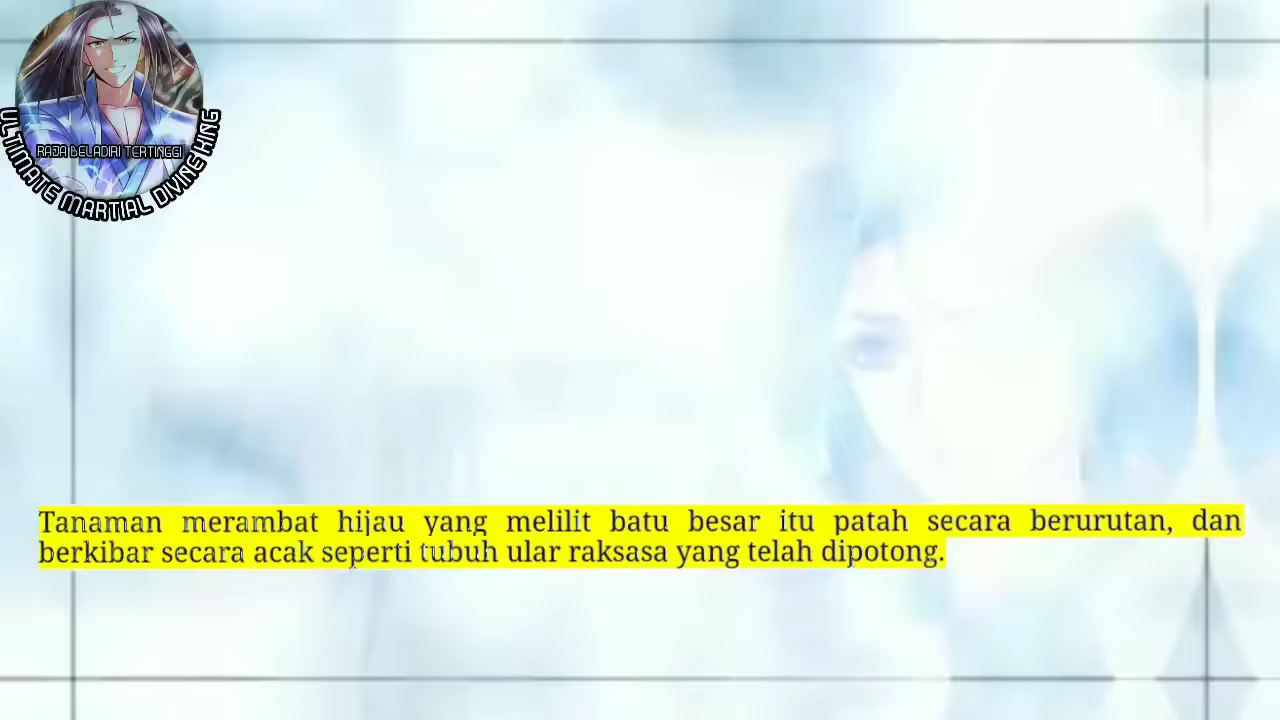 RAJA BELADIRI TERTINGGI
ULTIMATE MARTIAL DIVINE KING
Tanaman merambat hijau yang melilit batu besar itu patah secara berurutan, dan
berkibar secara acak seperti tubuh ular raksasa yang telah dipotong.